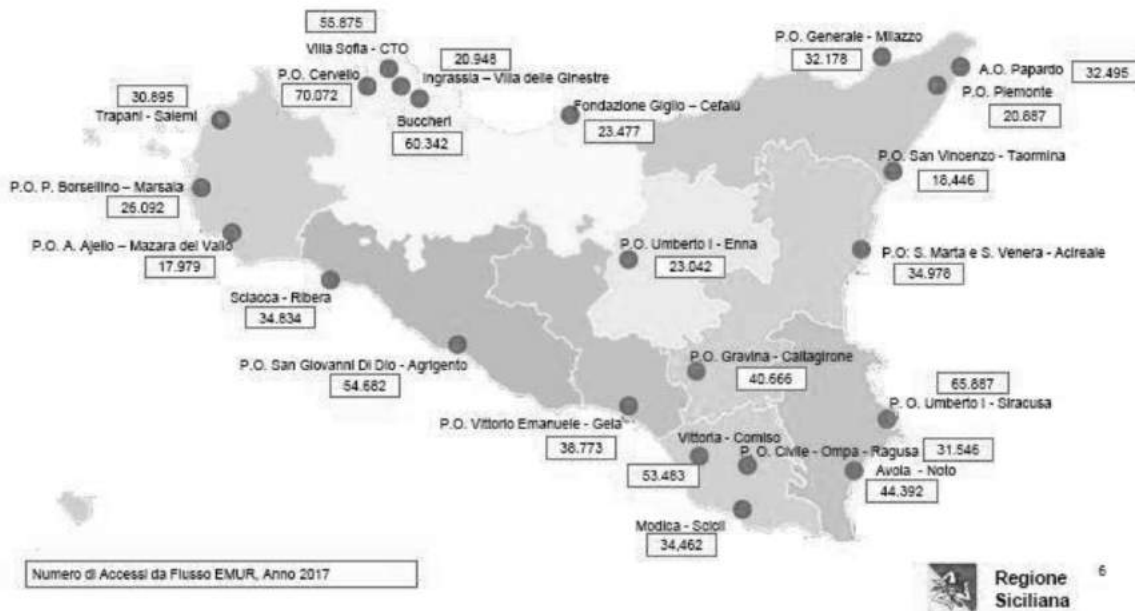 55.875
Villa Sofia - CTO
20.948
P.O. Cervello
Ingrassia – Villa delle Ginestre
70.072
Buccheri
60.342
30.895
Trapani - Salemi
Fondazione Giglio – Cefalù
23.477
P.O. Generale - Milazzo
32.178
A.O. Papardo
32.495
P.O. Piemonte
20.887
P.O. San Vincenzo - Taormina
18,446
P.O. P. Borsellino – Marsala
26.092
P.O. A. Ajello – Mazara del Vallo
17.979
P.O. Umberto I - Enna
23.042
P.O: S. Marta e S. Venera - Acireale
34.978
Sciacca - Ribera
34.834
P.O. San Giovanni Di Dio - Agrigento
54.682
P.O. Gravina - Caltagirone
40.666
65.887
P. O. Umberto I - Siracusa
P.O. Vittorio Emanuele - Gela
38.773
Vittoria - Comiso
53.483
P. O. Civile - Ompa - Ragusa
31.546
Avola - Noto
44.392
Modica - Scicli
34,462
Numero di Accessi da Flusso EMUR, Anno 2017
Regione
Siciliana
6